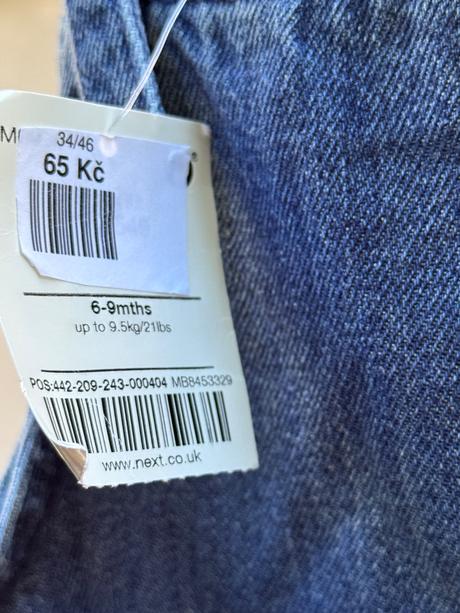 34/46
65 Kč
6-9mths
up to 9.5kg/21lbs
POS:442-209-243-000404 MB8453329
www.next.co.uk